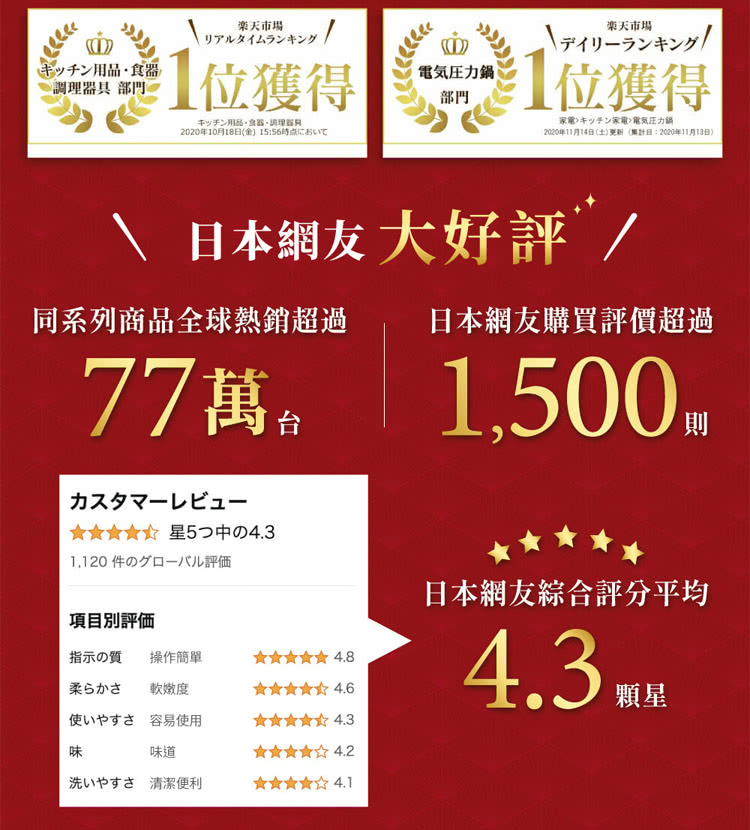 楽天市場
リアルタイムランキング
キッチン用品・食器
調理器具 部門
1位獲得
キッチン用品・食器・調理器具
2020年10月18日(金) 15:56時点において
楽天市場
デイリーランキング
電気圧力鍋
部門
1位獲得
家電>キッチン家電>電気圧力鍋
2020年11月14日(土)更新 (集計日:2020年11月13日)
日本網友大好評
同系列商品全球熱銷超過
77萬台
日本網友購買評價超過
1,500則
カスタマーレビュー
星5つ中の4.3
1,120 件のグローバル評価
項目別評価
指示の質 操作簡單 4.8
柔らかさ 軟嫩度 4.6
使いやすさ 容易使用 4.3
味 味道 4.2
洗いやすさ 清潔便利 4.1
日本網友綜合評分平均
4.3顆星